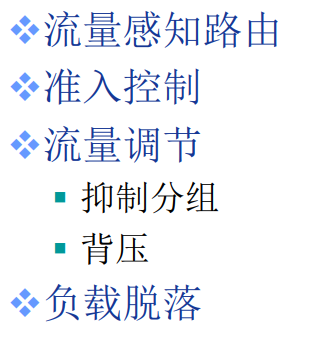 流量感知路由
准入控制
流量调节
抑制分组
背压
负载脱落